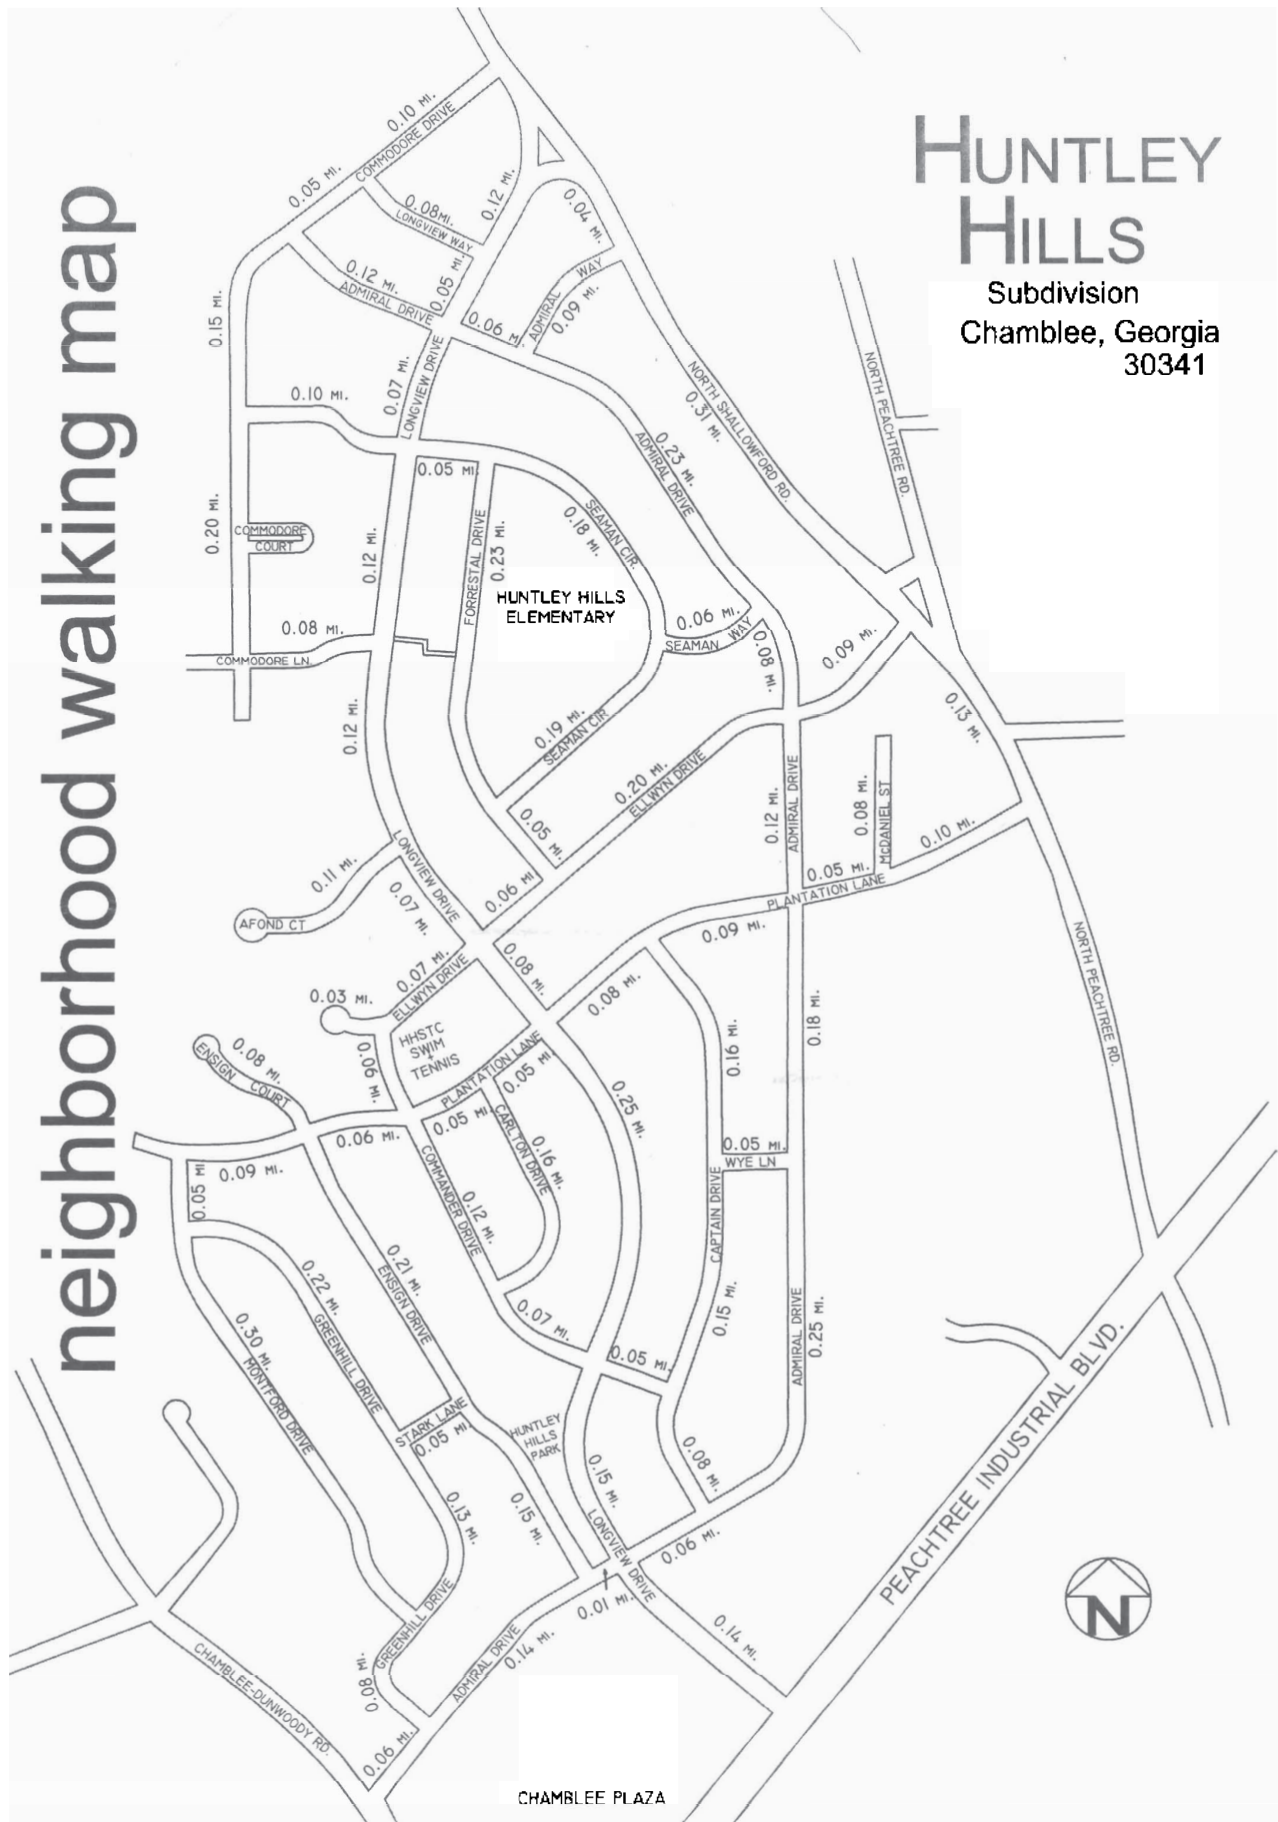 neighborhood walking map
HUNTLEY
HILLS
Subdivision
Chamblee, Georgia
30341
0.10 MI.
COMMODORE DRIVE
0.05 MI.
0.08MI.
LONGVIEW WAY
0.12 MI.
0.04 MI.
0.12 MI.
ADMIRAL DRIVE
0.05 MI.
0.06 M
ADMIRAL
WAY
0.09 MI.
0.15 MI.
0.07 MI.
LONGVIEW DRIVE
0.10 MI.
NORTH SHALLOWFORD RD.
0.31 MI.
NORTH PEACHTREE RD.
0.23 MI.
ADMIRAL DRIVE
0.05 MI
SEAMAN CIR.
0.18 MI.
0.20 MI.
COMMODORE
COURT
0.12 MI.
FORRESTAL DRIVE
0.23 MI.
HUNTLEY HILLS
ELEMENTARY
0.06 MI.
SEAMAN WAY
0.08 MI.
0.09 MI.
0.08 MI.
COMMODORE LN.
0.12 MI.
0.19 MI.
SEAMAN CIR
0.13 MI.
0.20 MI.
ELLWYN DRIVE
0.12 MI.
ADMIRAL DRIVE
0.08 MI.
McDANIEL ST
0.10 MI.
0.05 MI.
0.05 MI.
PLANTATION LANE
0.11 MI.
LONGVIEW DRIVE
0.07 MI.
0.06 MI
AFOND CT
0.09 MI.
NORTH PEACHTREE RD.
0.07 MI.
ELLWYN DRIVE
0.08 MI.
0.08 MI.
0.03 MI.
0.18 MI.
HHSTC
SWIM
+
TENNIS
0.16 MI.
ENSIGN COURT
0.08 MI.
0.06 MI.
PLANTATION LANE
0.05 MI.
0.25 MI.
0.05 MI.
CARLTON DRIVE
0.16 MI.
0.06 MI.
0.09 MI.
0.05 MI
COMMANDER DRIVE
0.12 MI.
0.05 MI.
WYE LN
CAPTAIN DRIVE
0.21 MI.
ENSIGN DRIVE
0.22 MI.
GREENHILL DRIVE
0.07 MI.
0.15 MI.
ADMIRAL DRIVE
0.25 MI.
0.30 MI.
MONTFORD DRIVE
0.05 MI.
STARK LANE
0.05 MI.
HUNTLEY
HILLS
PARK
0.08 MI.
0.15 MI.
0.13 MI.
0.15 MI.
LONGVIEW DRIVE
0.06 MI.
PEACHTREE INDUSTRIAL BLVD.
0.01 MI.
GREENHILL DRIVE
0.14 MI.
ADMIRAL DRIVE
0.14 MI.
0.08 MI.
CHAMBLEE-DUNWOODY RD.
0.06 MI.
N
CHAMBLEE PLAZA